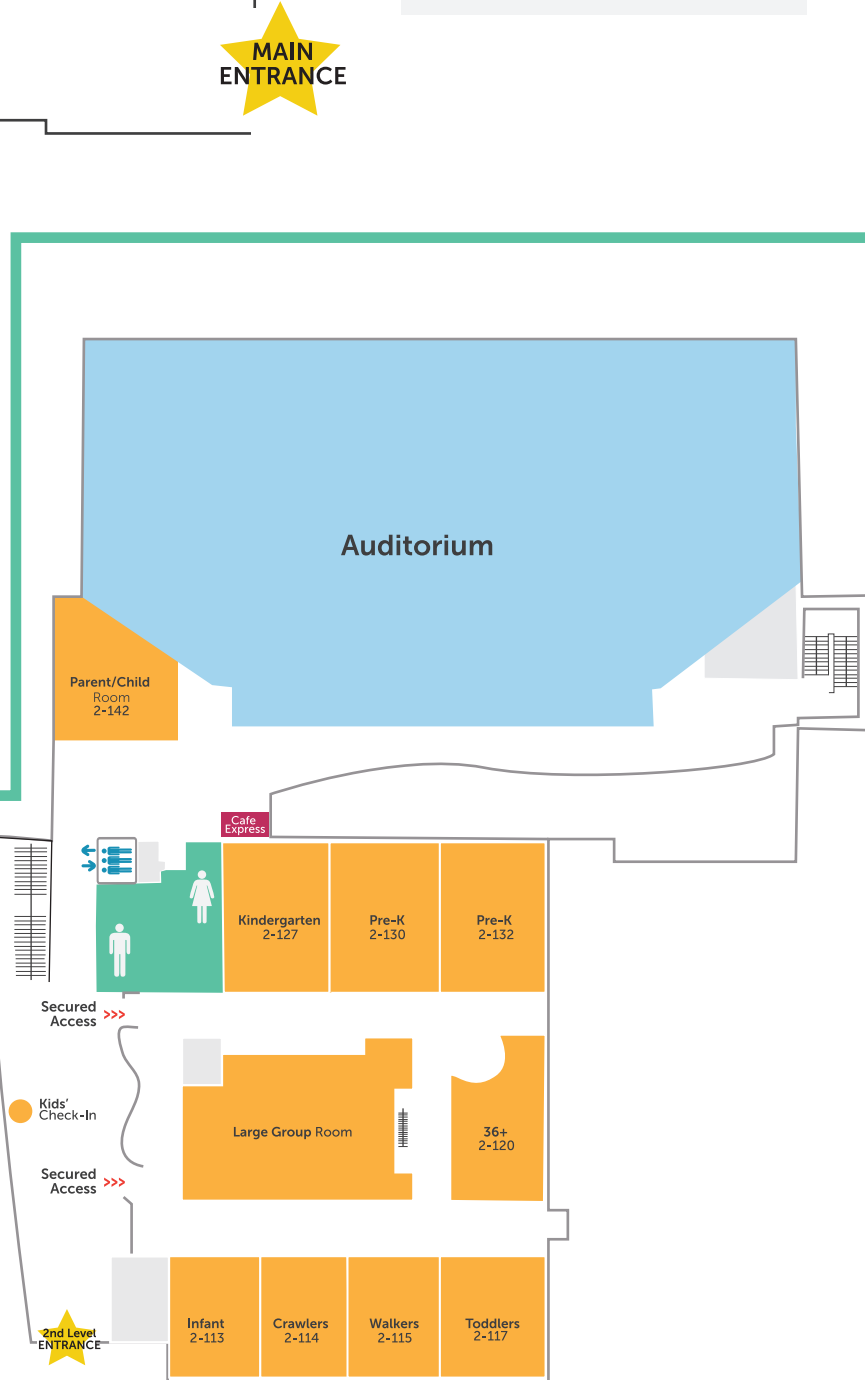 MAIN
ENTRANCE
Auditorium
Parent/Child
Room
2-142
Cafe
Express
Kindergarten
2-127
Pre-K
2-130
Pre-K
2-132
Secured
Access >>>
Kids'
Check-In
Large Group Room
36+
2-120
Secured
Access >>>
2nd Level
ENTRANCE
Infant
2-113
Crawlers
2-114
Walkers
2-115
Toddlers
2-117